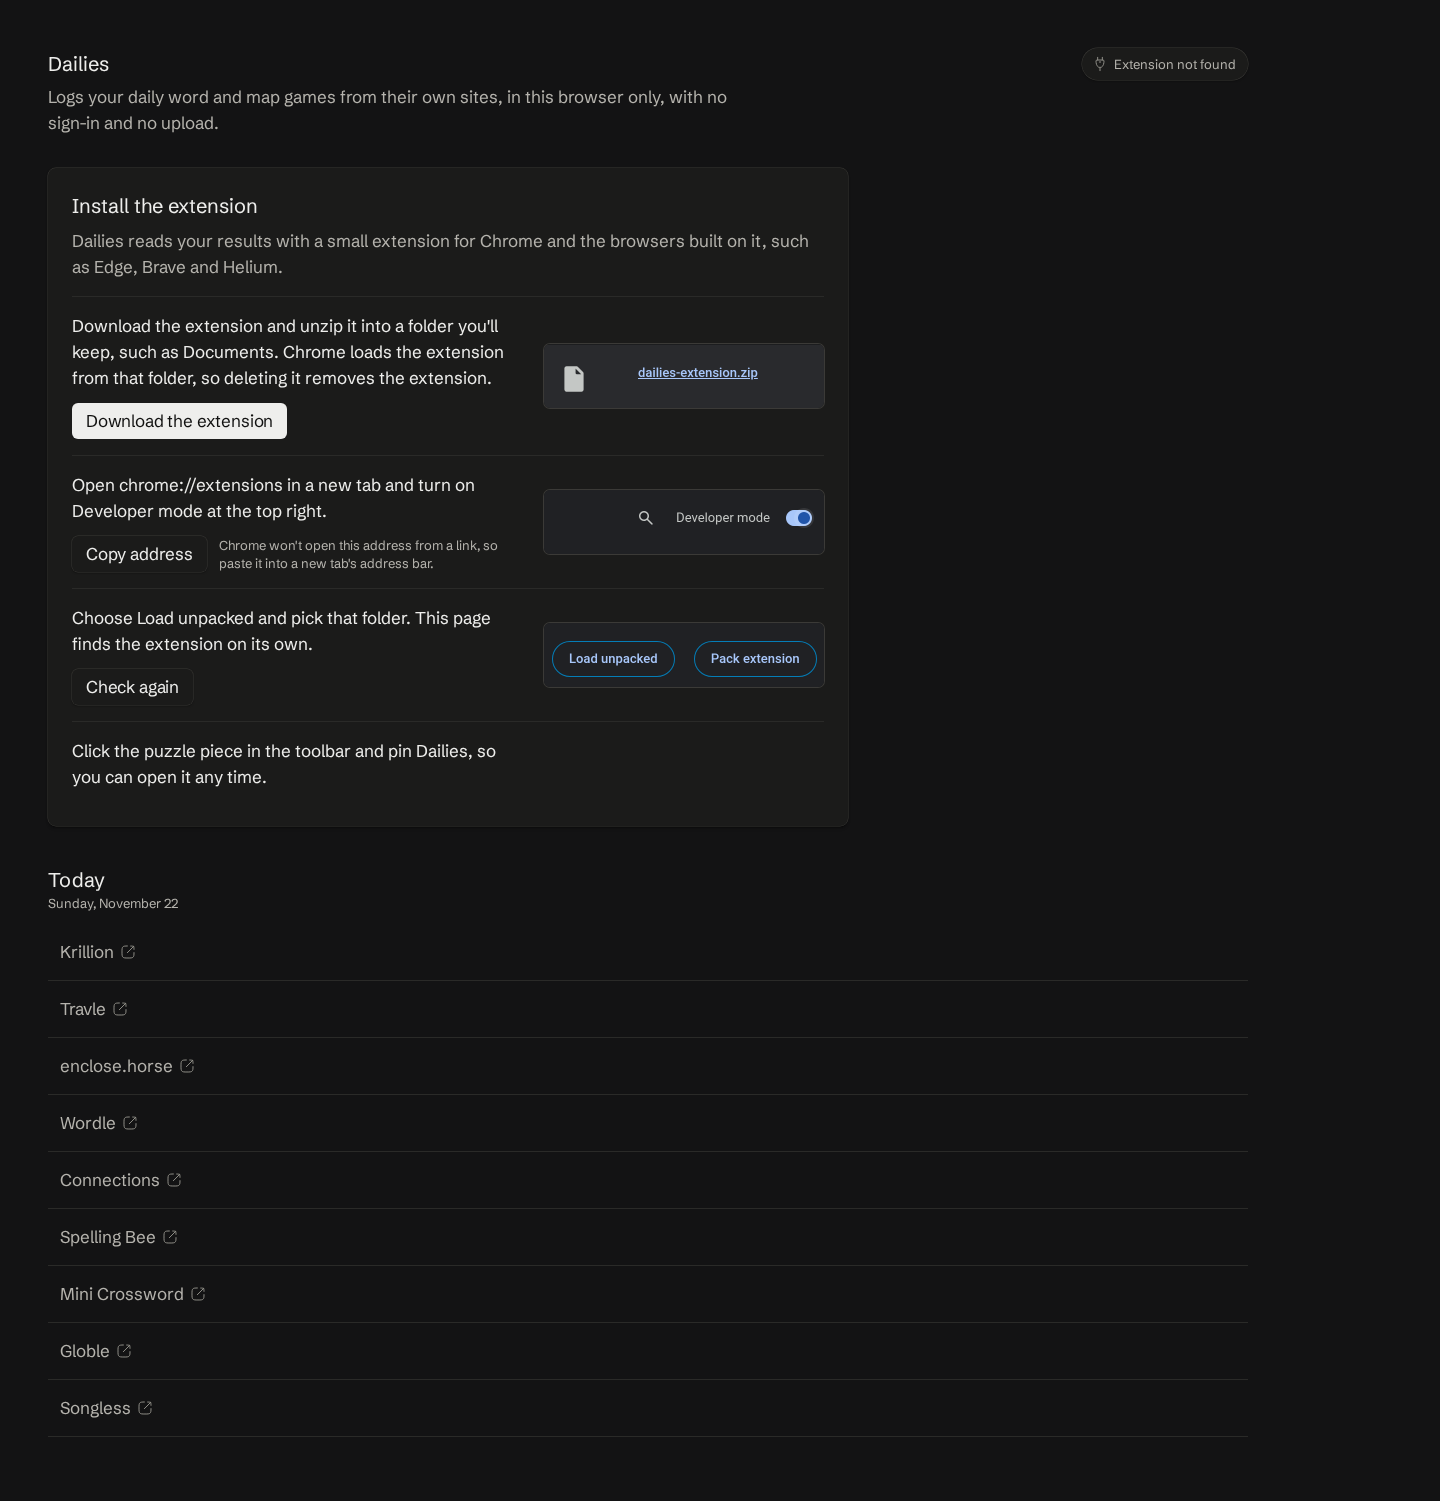 Dailies
Extension not found
Logs your daily word and map games from their own sites, in this browser only, with no
sign-in and no upload.
Install the extension
Dailies reads your results with a small extension for Chrome and the browsers built on it, such
as Edge, Brave and Helium.
Download the extension and unzip it into a folder you'll
keep, such as Documents. Chrome loads the extension
from that folder, so deleting it removes the extension.
Download the extension
dailies-extension.zip
Open chrome://extensions in a new tab and turn on
Developer mode at the top right.
Copy address
Chrome won't open this address from a link, so
paste it into a new tab's address bar.
Developer mode
Choose Load unpacked and pick that folder. This page
finds the extension on its own.
Check again
Load unpacked
Pack extension
Click the puzzle piece in the toolbar and pin Dailies, so
you can open it any time.
Today
Sunday, November 22
Krillion
Travle
enclose.horse
Wordle
Connections
Spelling Bee
Mini Crossword
Globle
Songless